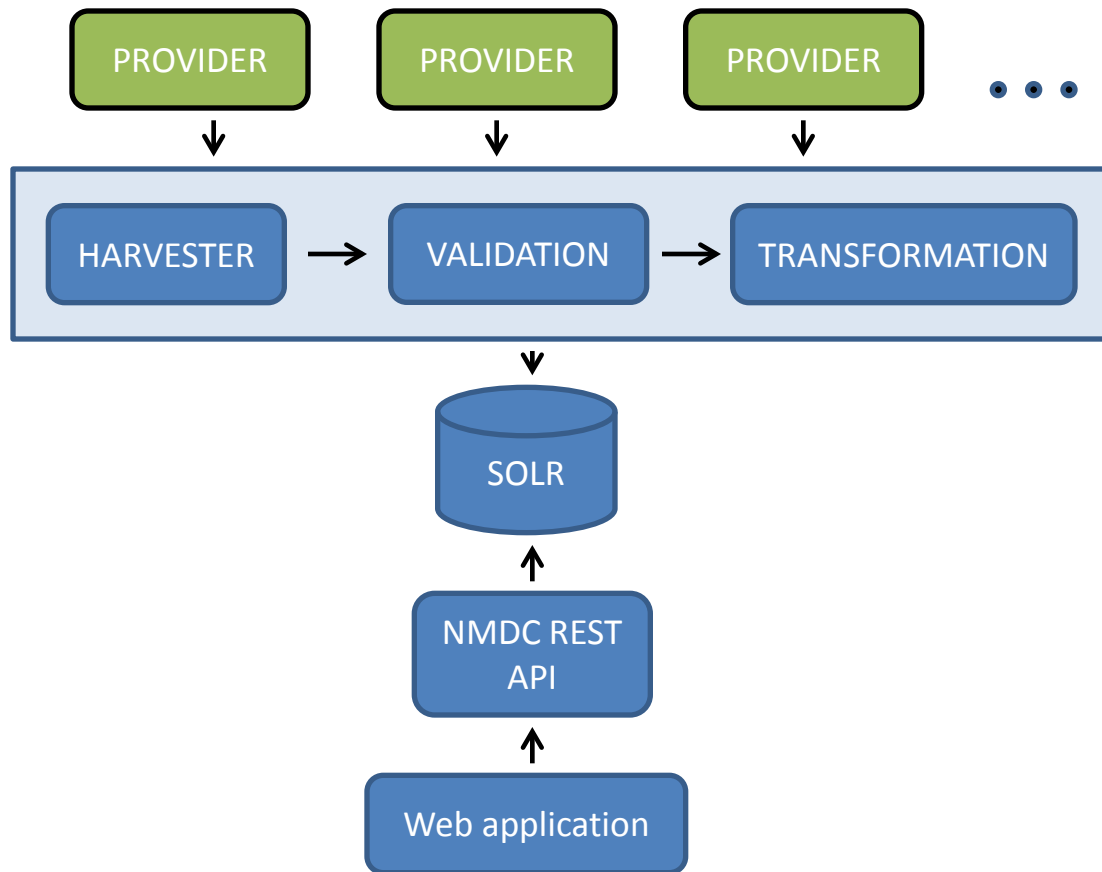 PROVIDER
PROVIDER
PROVIDER
HARVESTER
VALIDATION
TRANSFORMATION
SOLR
NMDC REST
API
Web application